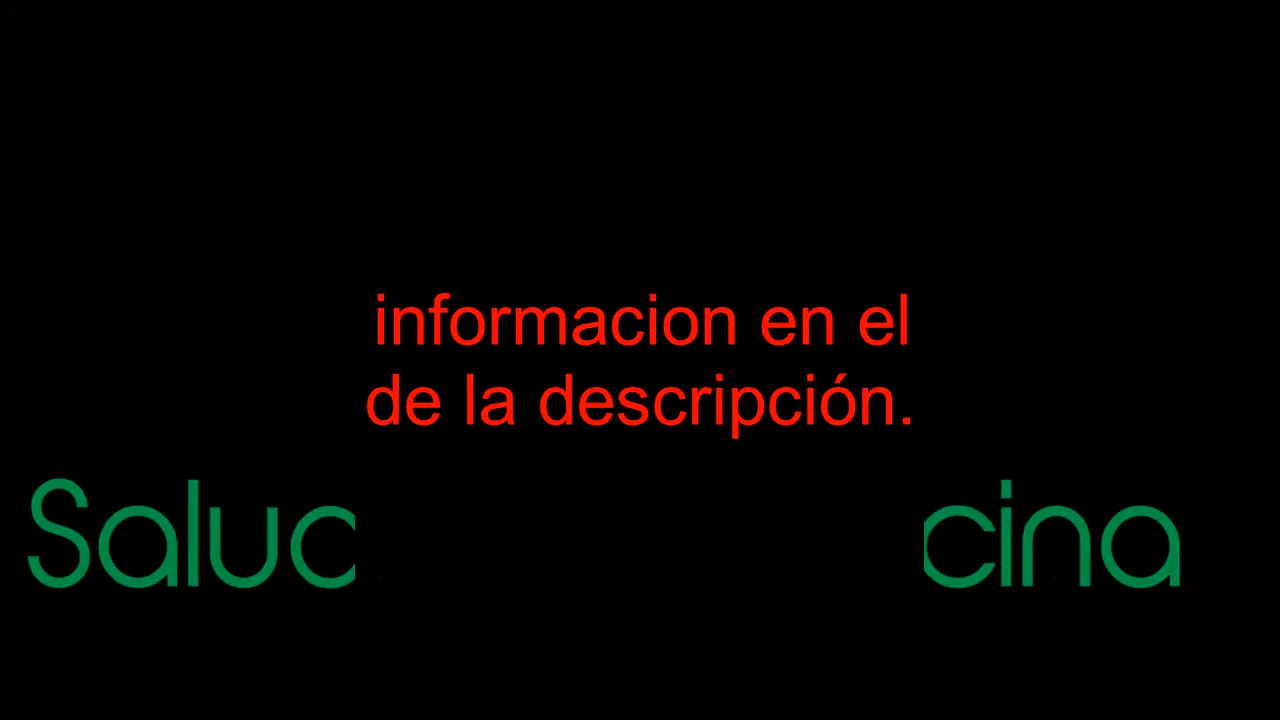 informacion en el
de la descripción.
Saluc cina